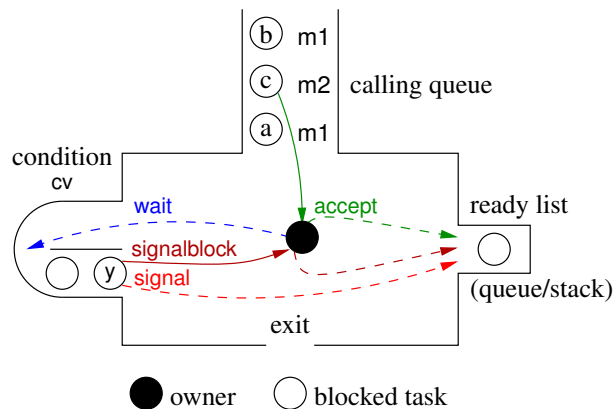 b m1
c m2
calling queue
a m1
condition
cv
wait
accept
ready list
signalblock
y
signal
(queue/stack)
exit
owner
blocked task